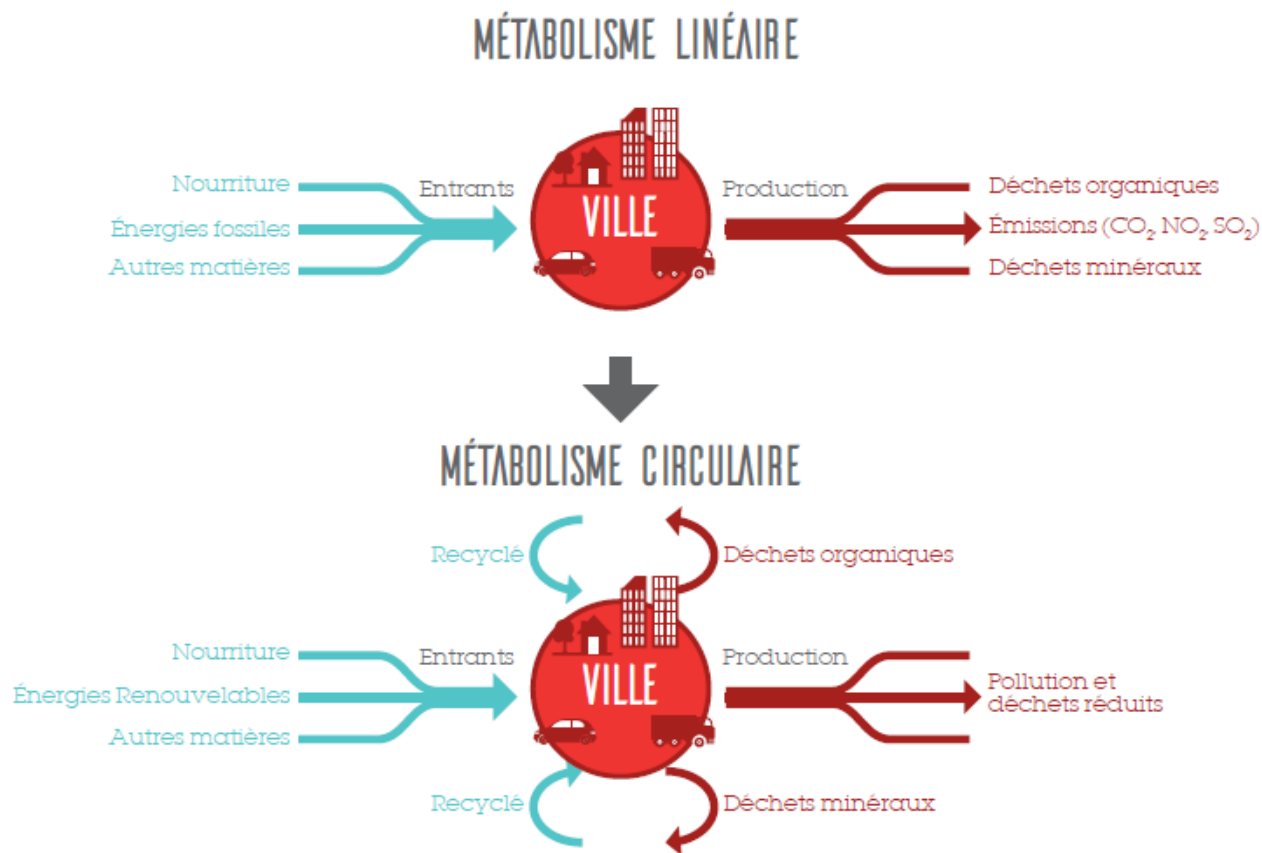 MÉTABOLISME LINÉAIRE
Nourriture
Énergies fossiles
Autres matières
Entrants
VILLE
Production
Déchets organiques
Émissions (CO₂ NO₂ SO₂)
Déchets minéraux
MÉTABOLISME CIRCULAIRE
Recyclé
Déchets organiques
Nourriture
Énergies Renouvelables
Autres matières
Entrants
VILLE
Production
Pollution et
déchets réduits
Recyclé
Déchets minéraux